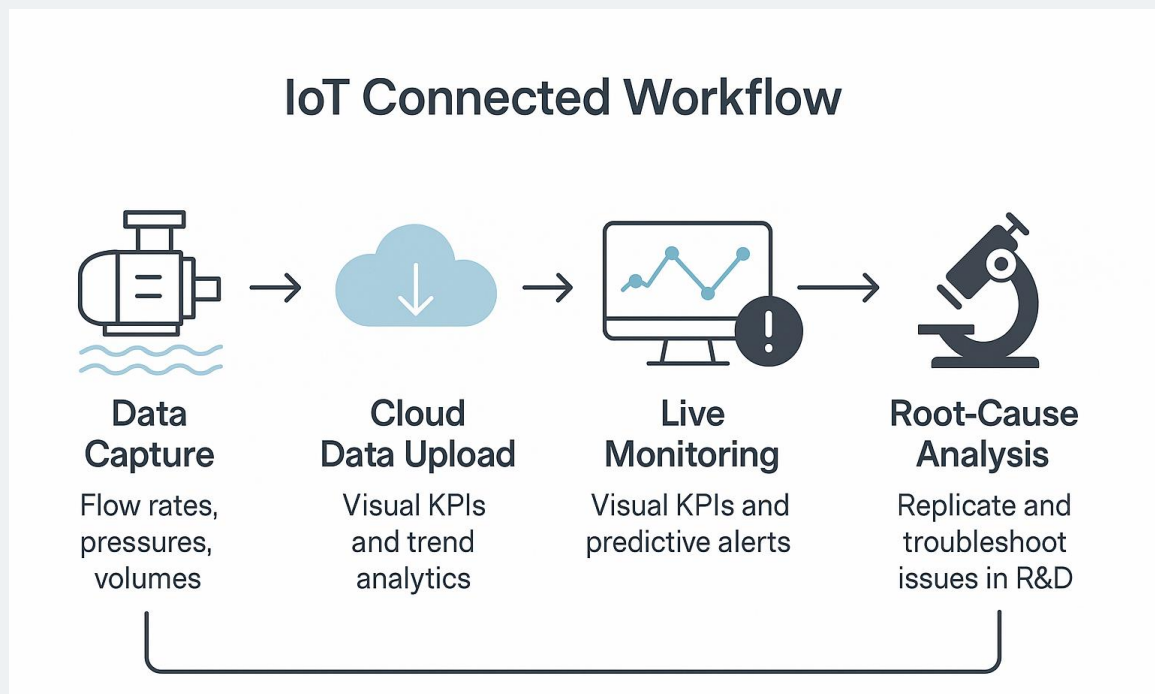 IoT Connected Workflow
Data
Capture
Flow rates,
pressures,
volumes
Cloud
Data Upload
Visual KPIs
and trend
analytics
Live
Monitoring
Visual KPIs and
predictive alerts
Root-Cause
Analysis
Replicate and
troubleshoot
issues in R&D